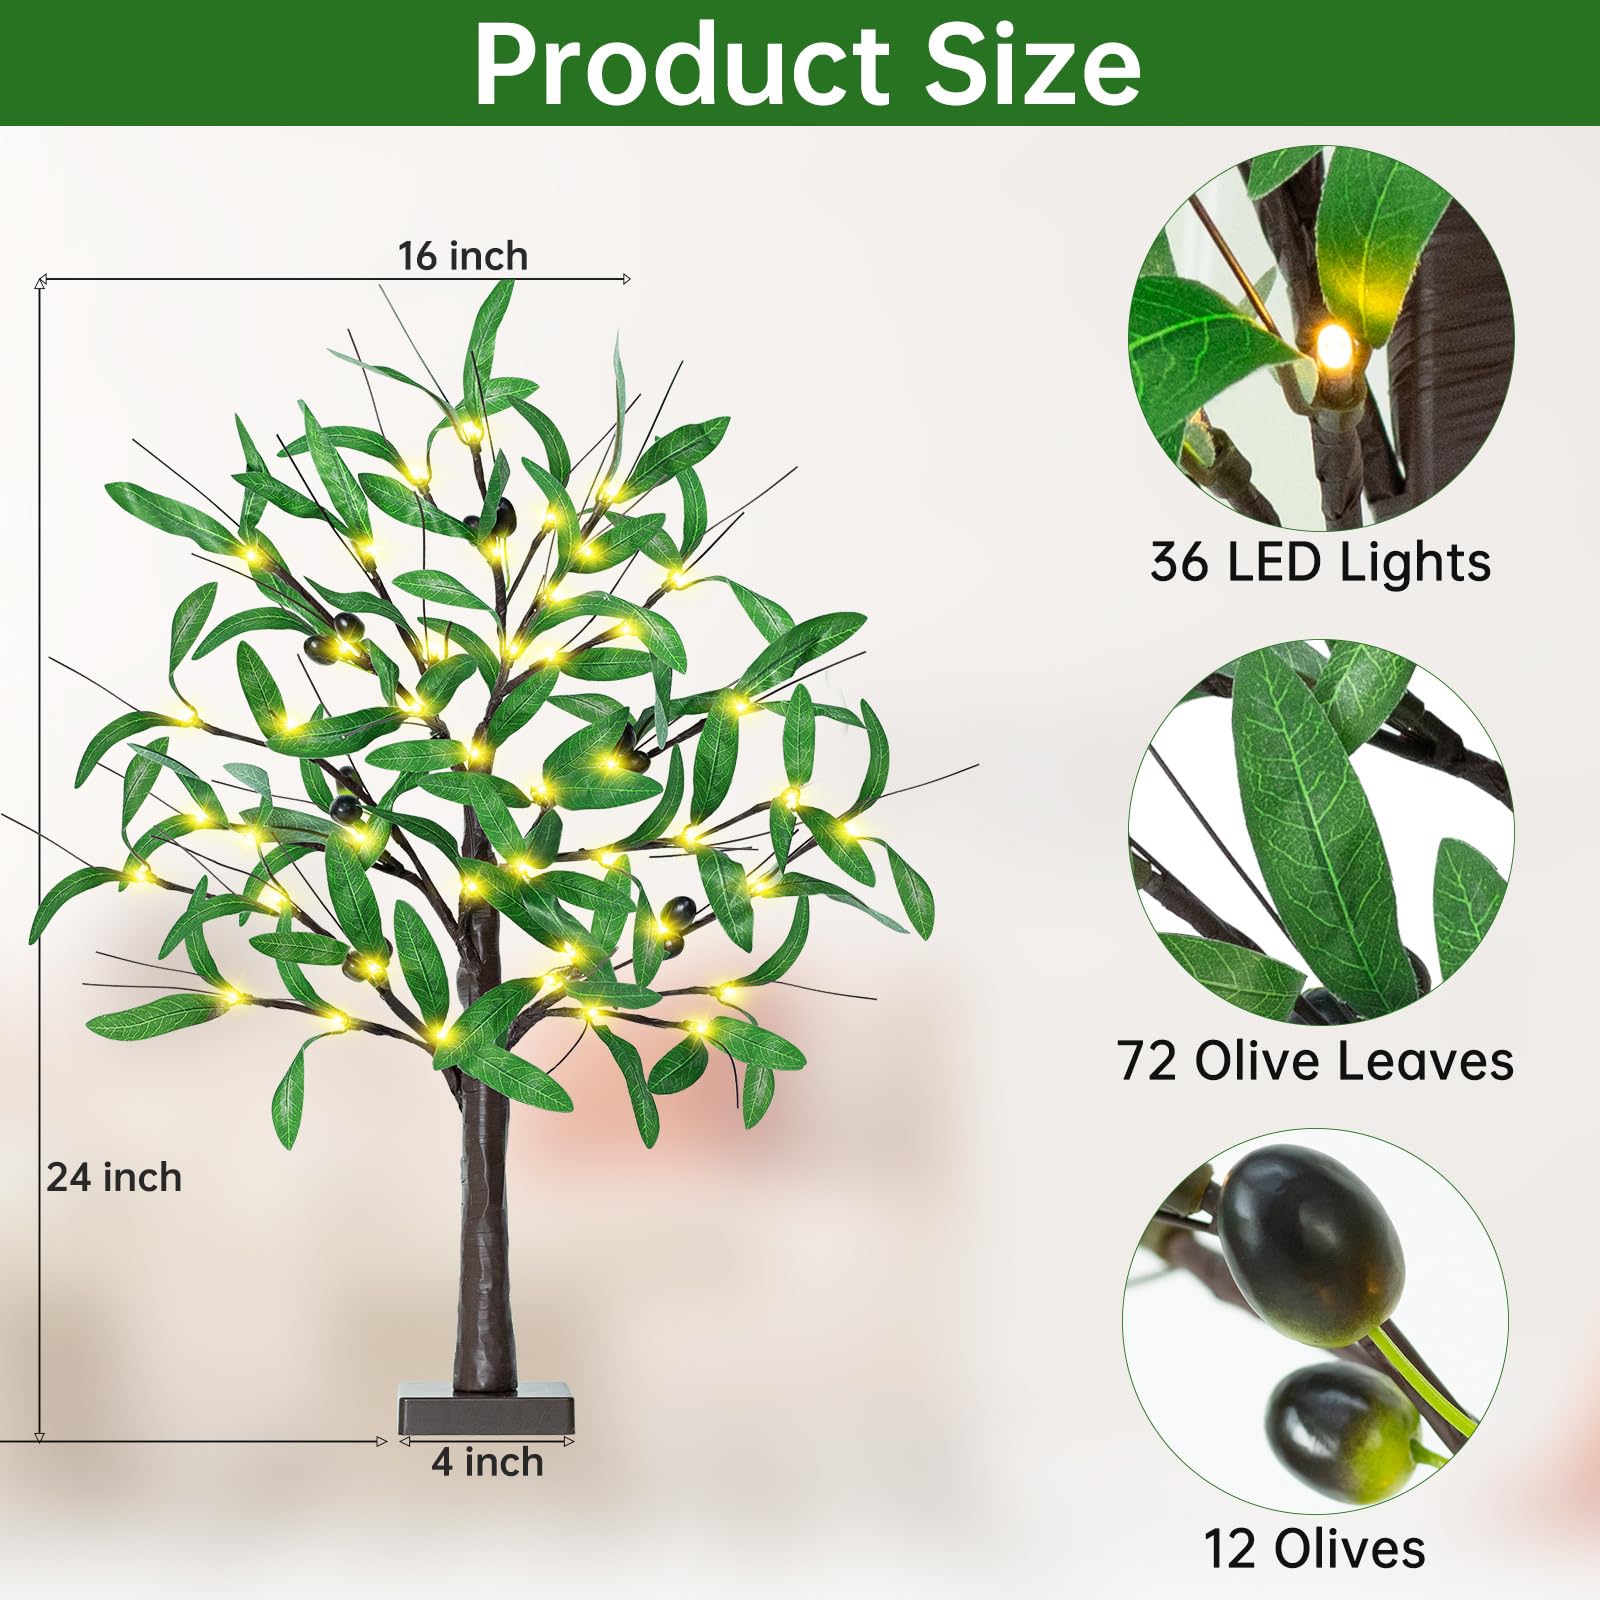 Product Size
16 inch
36 LED Lights
72 Olive Leaves
24 inch
4 inch
12 Olives